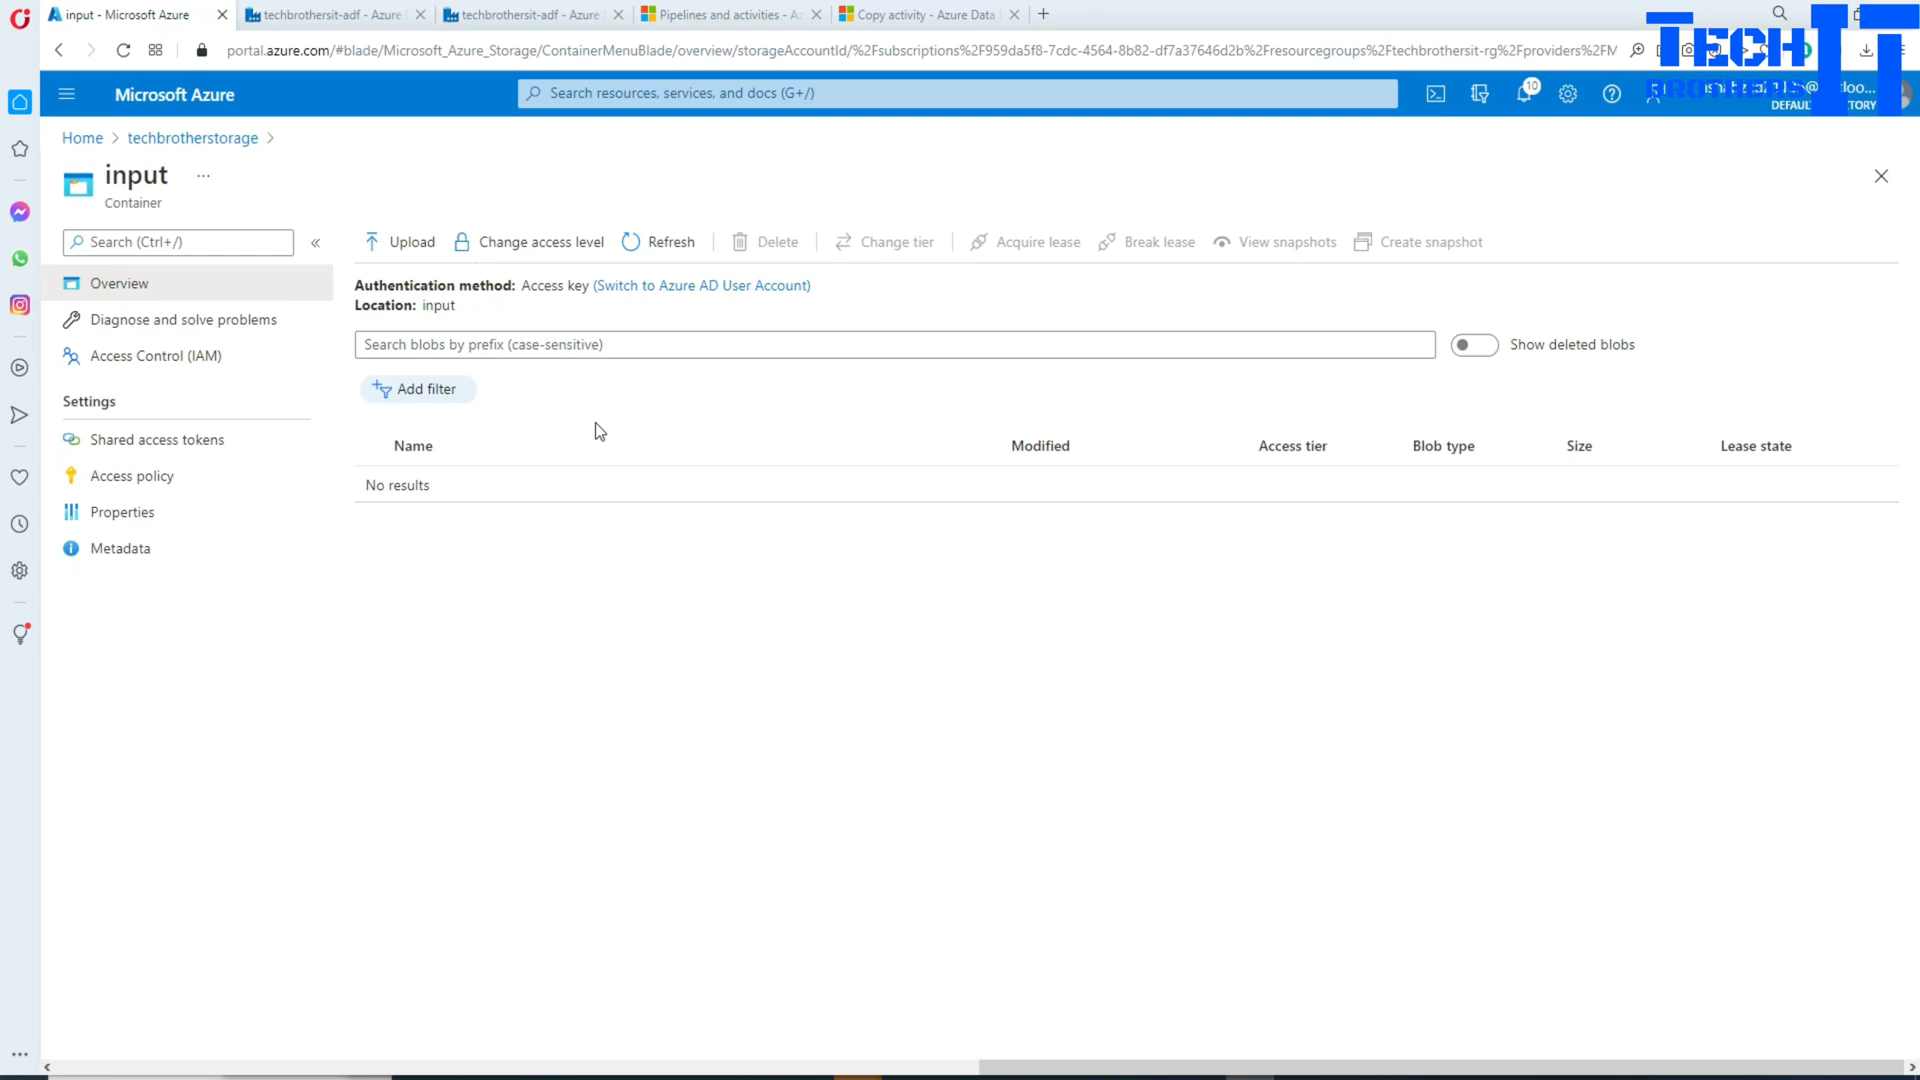 input - Microsoft Azure
techbrothersit-adf - Azure
techbrothersit-adf - Azure
Pipelines and activities - Az
Copy activity - Azure Data
portal.azure.com/#blade/Microsoft_Azure_Storage/ContainerMenuBlade/overview/storageAccountId/%2Fsubscriptions%2F959da5f8-7cdc-4564-8b82-df7a37646d2b%2Fresourcegroups%2Ftechbrothersit-rg%2Fproviders%2FM
TECH IT
BROTHERS
Microsoft Azure
Search resources, services, and docs (G+/)
10
Home > techbrotherstorage >
input
...
Container
Search (Ctrl+/)
«
Upload
Change access level
Refresh
Delete
Change tier
Acquire lease
Break lease
View snapshots
Create snapshot
Overview
Diagnose and solve problems
Access Control (IAM)
Settings
Shared access tokens
Access policy
Properties
Metadata
Authentication method: Access key (Switch to Azure AD User Account)
Location: input
Search blobs by prefix (case-sensitive)
Show deleted blobs
Add filter
Name
Modified
Access tier
Blob type
Size
Lease state
No results